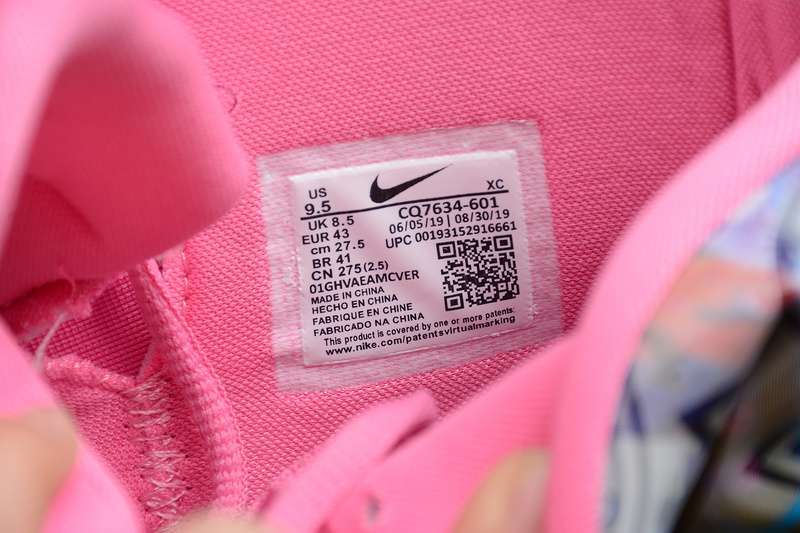 US
9.5
XC
UK 8.5
CQ7634-601
EUR 43
06/05/19 | 08/30/19
cm 27.5
UPC 00193152916661
BR 41
CN 275 (2.5)
01GHVAEAMCVER
MADE IN CHINA
HECHO EN CHINA
FABRIQUE EN CHINE
FABRICADO NA CHINA
This product is covered by one or more patents:
www.nike.com/patentsvirtualmarking